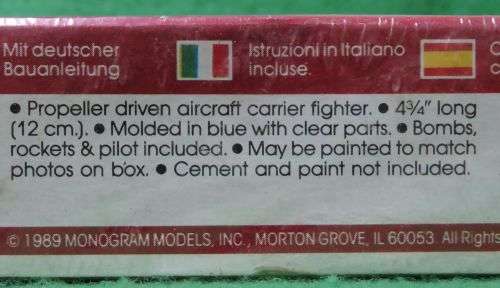 Mit deutscher
Bauanleitung
Istruzioni in Italiano
incluse.
• Propeller driven aircraft carrier fighter. • 4¾" long
(12 cm.). • Molded in blue with clear parts. • Bombs,
rockets & pilot included. • May be painted to match
photos on box. • Cement and paint not included.
© 1989 MONOGRAM MODELS, INC., MORTON GROVE, IL 60053. All Rights